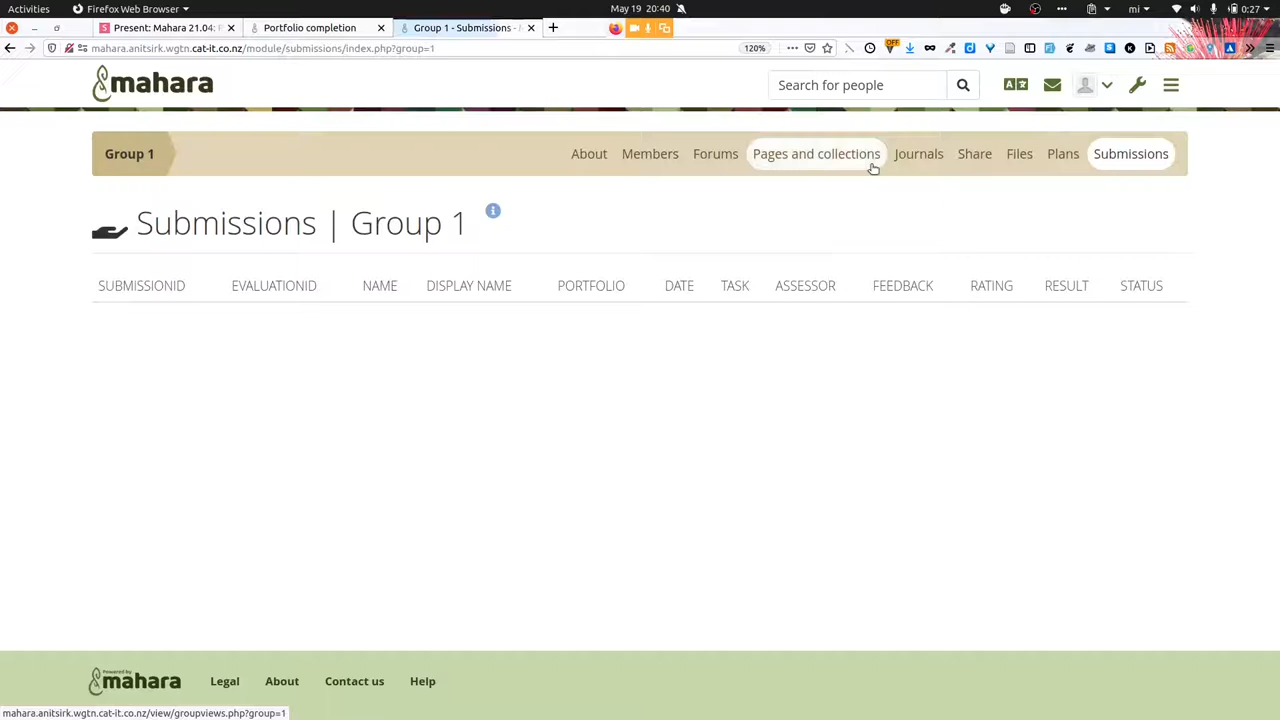 Activities
Firefox Web Browser
May 19 20:40
mi
0:27
Present: Mahara 21.04:
Portfolio completion
Group 1 - Submissions -
mahara.anitsirk.wgtn.cat-it.co.nz/module/submissions/index.php?group=1
120%
OFF
mahara
Search for people
Group 1
About
Members
Forums
Pages and collections
Journals
Share
Files
Plans
Submissions
Submissions | Group 1
SUBMISSIONID
EVALUATIONID
NAME
DISPLAY NAME
PORTFOLIO
DATE
TASK
ASSESSOR
FEEDBACK
RATING
RESULT
STATUS
Powered by
mahara
Legal
About
Contact us
Help
mahara.anitsirk.wgtn.cat-it.co.nz/view/groupviews.php?group=1